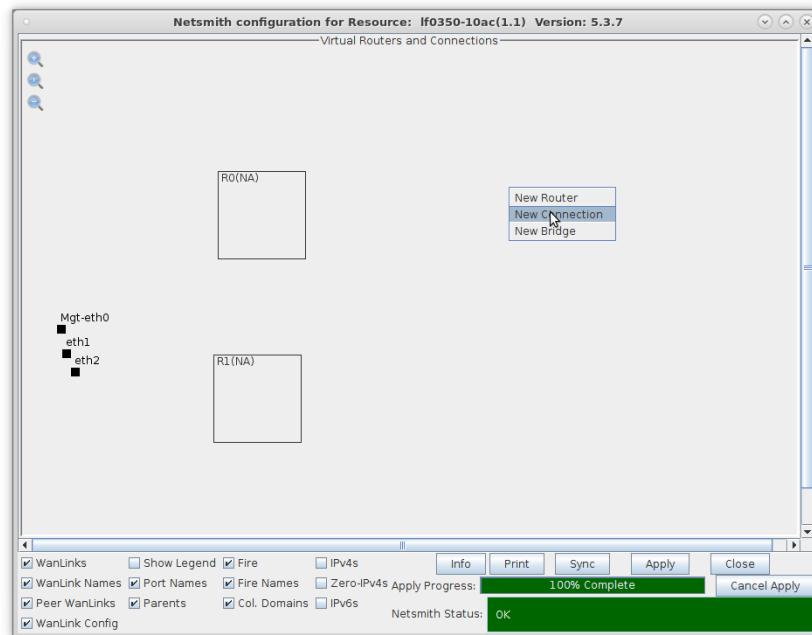 Netsmith configuration for Resource: lf0350-10ac(1.1) Version: 5.3.7
Virtual Routers and Connections
R0(NA)
New Router
New Connection
New Bridge
Mgt-eth0
eth1
eth2
R1(NA)
WanLinks Show Legend Fire IPv4s Info Print Sync Apply Close
WanLink Names Port Names Fire Names Zero-IPv4s Apply Progress: 100% Complete Cancel Apply
Peer WanLinks Parents Col. Domains IPv6s
Netsmith Status: OK
WanLink Config